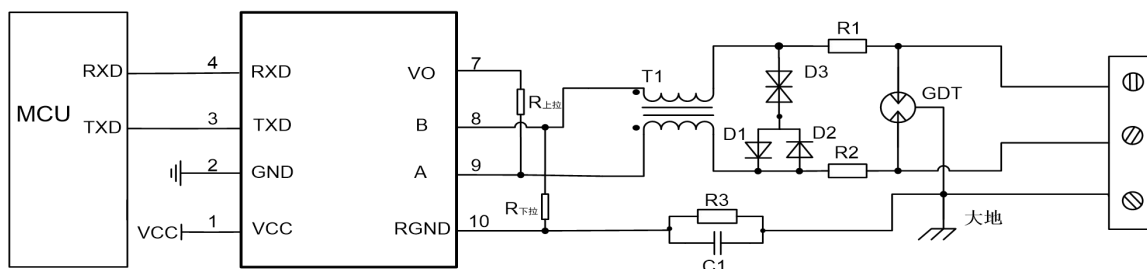 MCU
RXD
TXD
4
3
2
1
VCC
RXD
TXD
GND
VCC
VO
B
A
RGND
7
8
9
10
R上拉
R下拉
T1
D3
D1
D2
R1
R2
GDT
R3
C1
大地